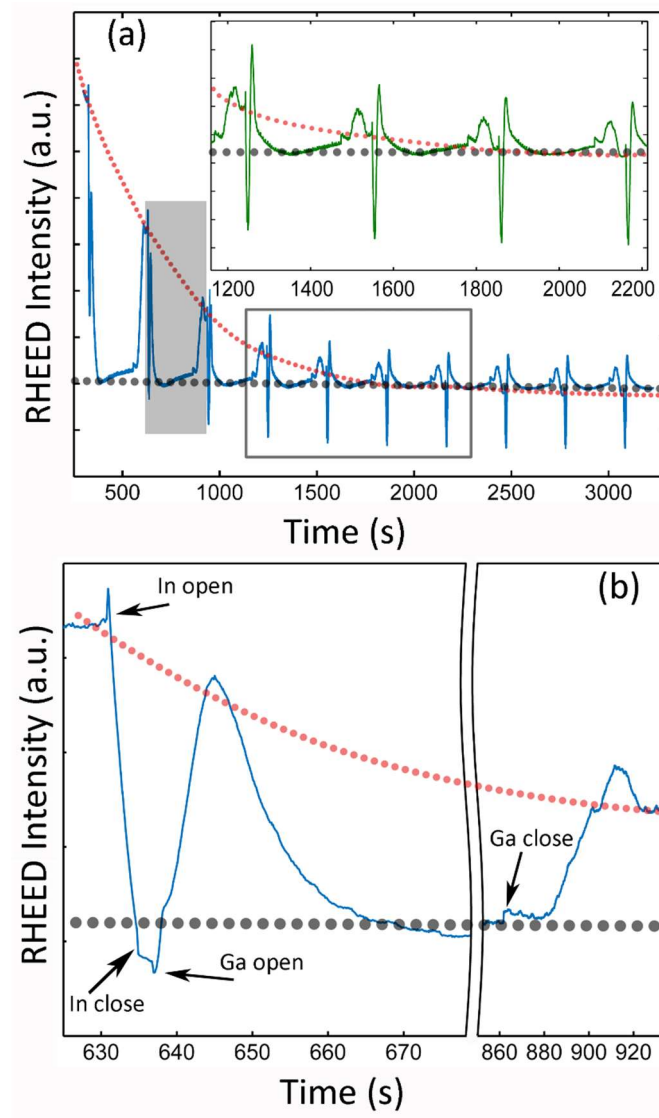 (a)
RHEED Intensity (a.u.)
1200 1400 1600 1800 2000 2200
500 1000 1500 2000 2500 3000
Time (s)
(b)
In open
RHEED Intensity (a.u.)
Ga close
Ga open
In close
630 640 650 660 670 860 880 900 920
Time (s)